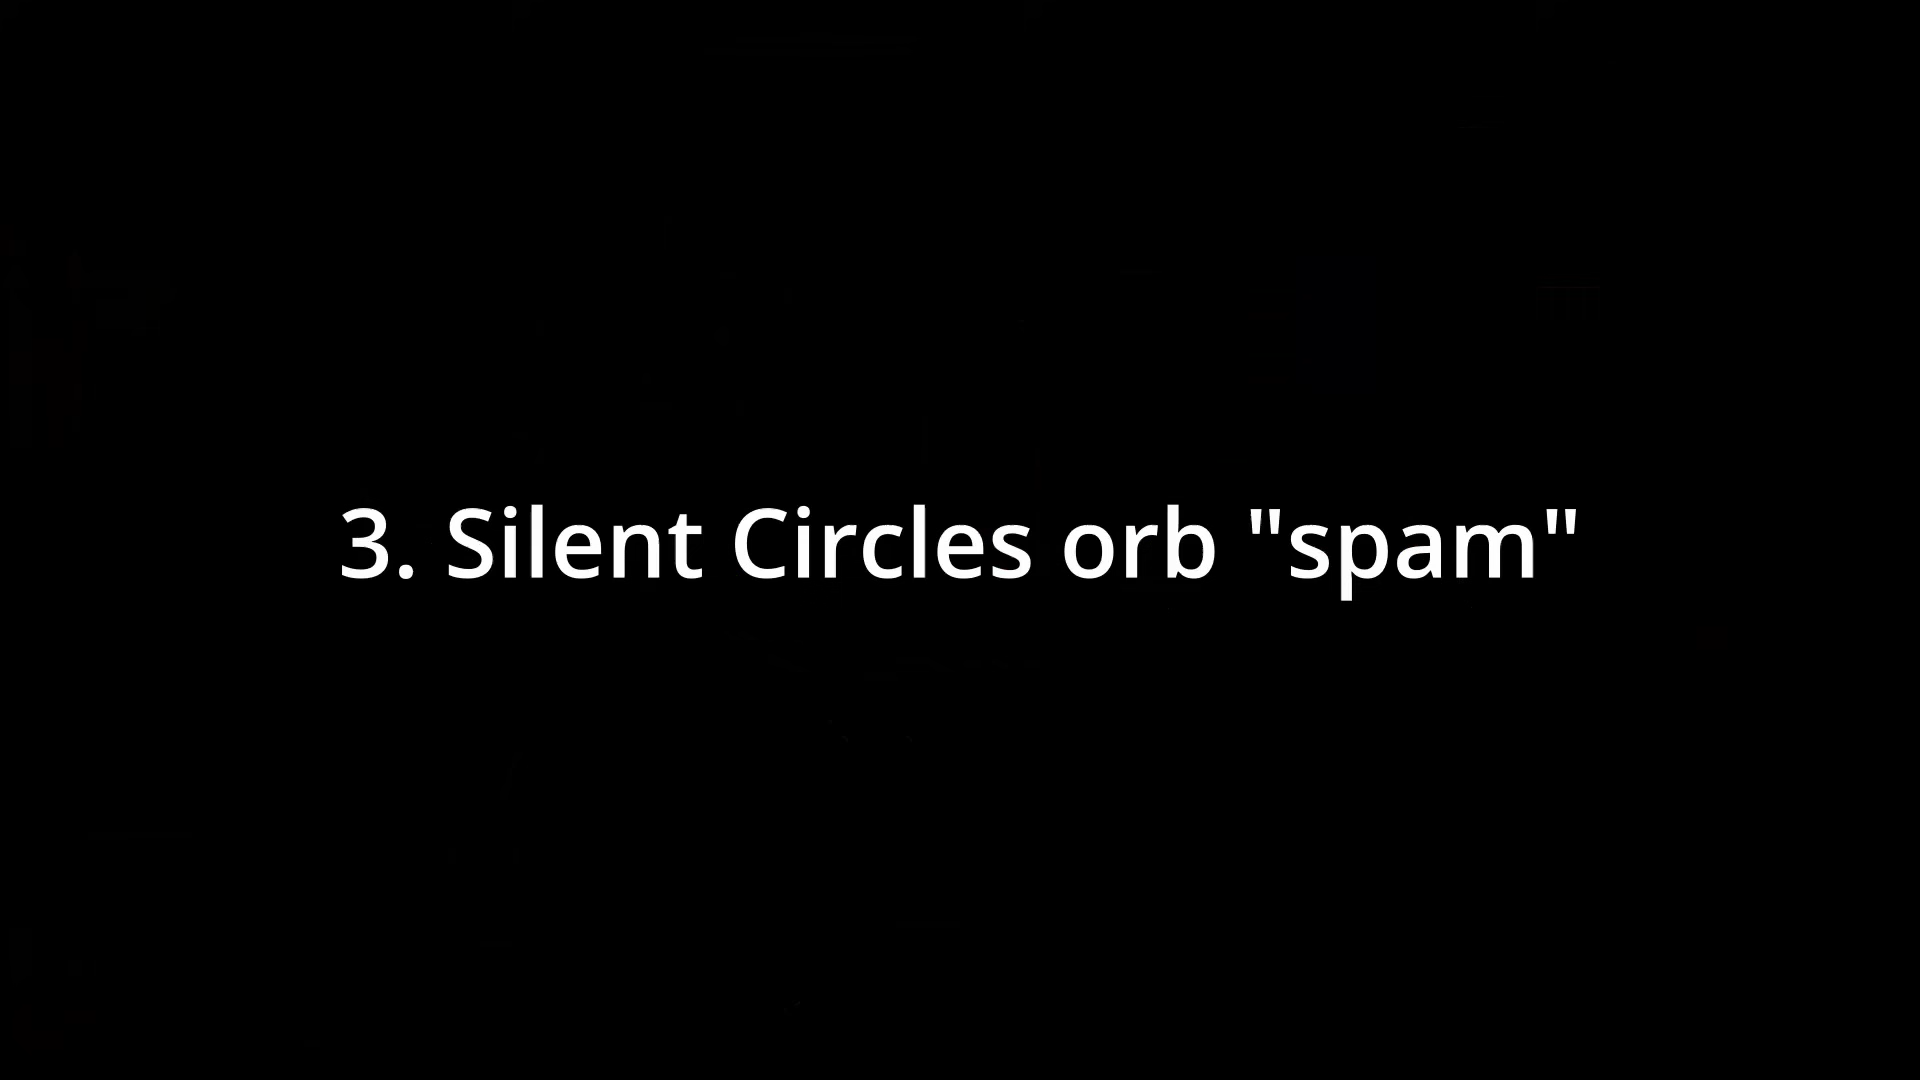 3. Silent Circles orb "spam"